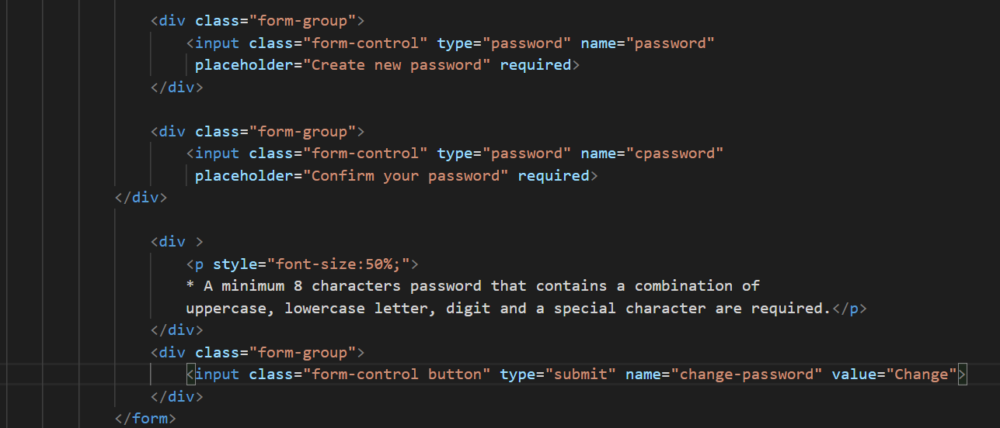 <div class="form-group">
<input class="form-control" type="password" name="password"
placeholder="Create new password" required>
</div>
<div class="form-group">
<input class="form-control" type="password" name="cpassword"
placeholder="Confirm your password" required>
</div>
<div >
<p style="font-size:50%;">
* A minimum 8 characters password that contains a combination of
uppercase, lowercase letter, digit and a special character are required.</p>
</div>
<div class="form-group">
<input class="form-control button" type="submit" name="change-password" value="Change">
</div>
</form>